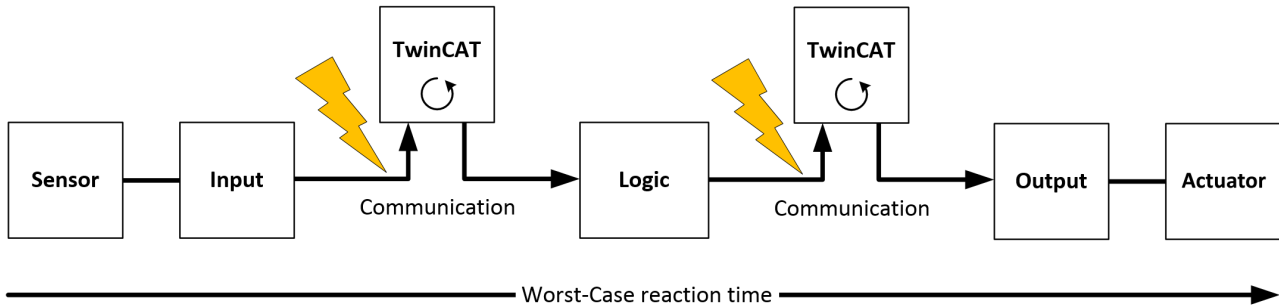 TwinCAT
TwinCAT
Sensor
Input
Communication
Logic
Communication
Output
Actuator
Worst-Case reaction time